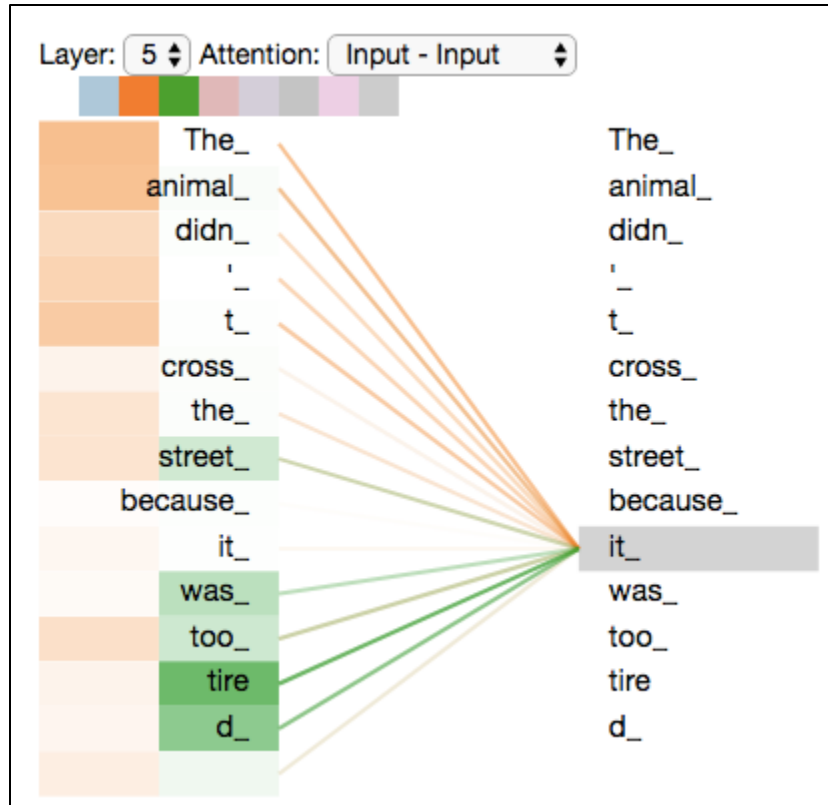 Layer: 5 Attention: Input - Input
The_ The_
animal_ animal_
didn_ didn_
'_ '_
t_ t_
cross_ cross_
the_ the_
street_ street_
because_ because_
it_ it_
was_ was_
too_ too_
tire tire
d_ d_